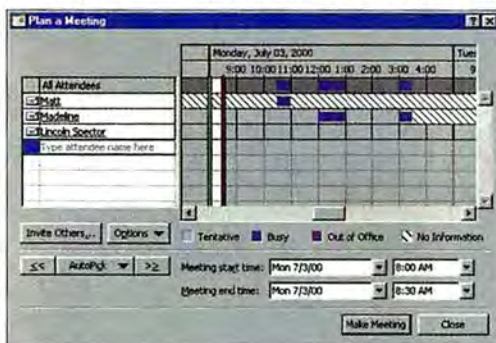 Plan a Meeting
Monday, July 03, 2000 Tues
9:00 10:00 11:00 12:00 1:00 2:00 3:00 4:00 9
All Attendees
Matt
Madeline
Lincoln Spector
Type attendee name here
Invite Others... Options
Tentative Busy Out of Office No Information
<< AutoPick >>
Meeting start time: Mon 7/3/00 8:00 AM
Meeting end time: Mon 7/3/00 8:30 AM
Make Meeting Close